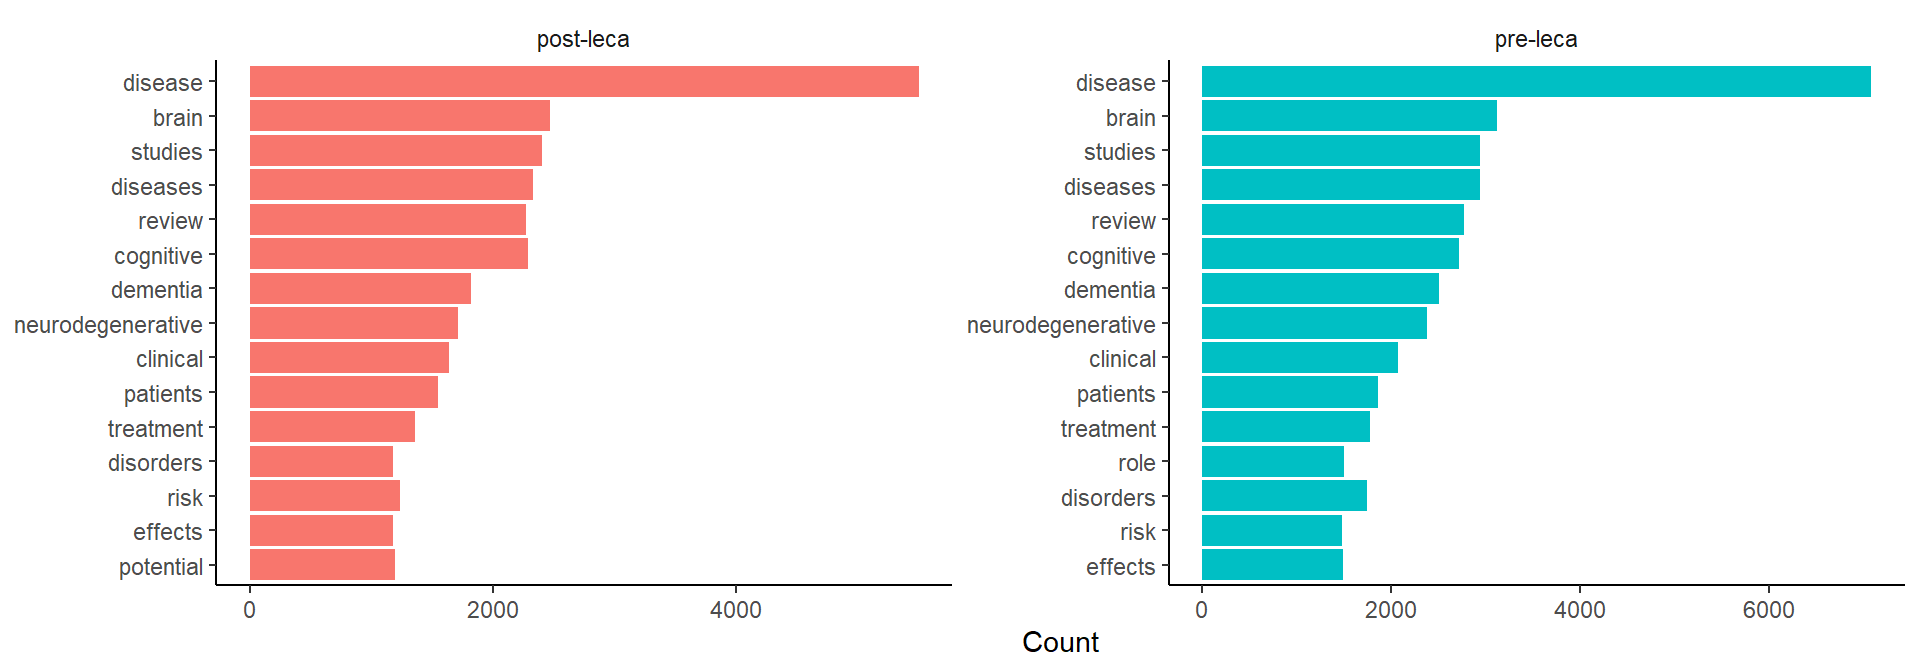 post-leca
disease
brain
studies
diseases
review
cognitive
dementia
neurodegenerative
clinical
patients
treatment
disorders
risk
effects
potential
0 2000 4000
pre-leca
disease
brain
studies
diseases
review
cognitive
dementia
neurodegenerative
clinical
patients
treatment
role
disorders
risk
effects
0 2000 4000 6000
Count